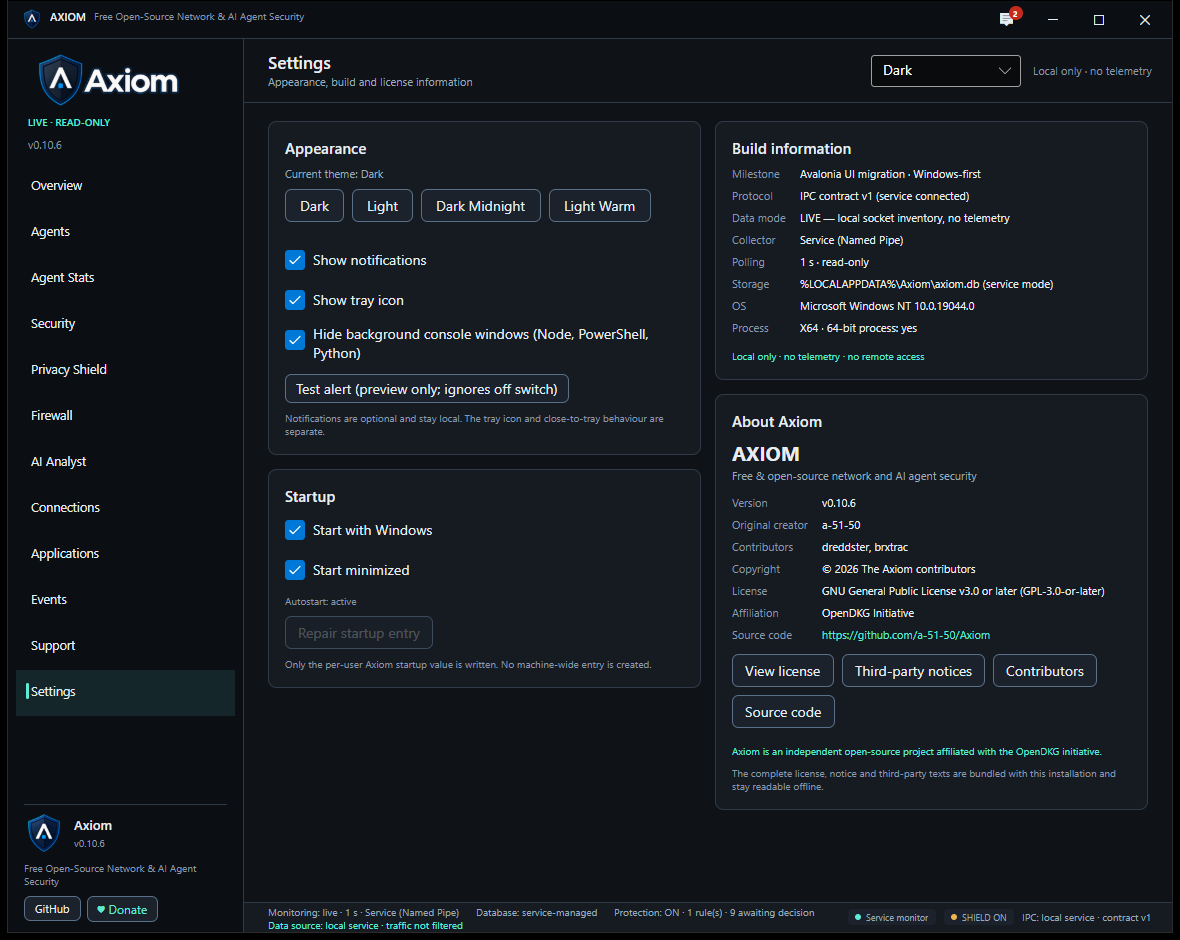 AXIOM Free Open-Source Network & AI Agent Security
2
Axiom
LIVE · READ-ONLY
v0.10.6
Overview
Agents
Agent Stats
Security
Privacy Shield
Firewall
AI Analyst
Connections
Applications
Events
Support
Settings
Axiom
v0.10.6
Free Open-Source Network & AI Agent
Security
GitHub
Donate
Settings
Appearance, build and license information
Dark
Local only · no telemetry
Appearance
Current theme: Dark
Dark
Light
Dark Midnight
Light Warm
Show notifications
Show tray icon
Hide background console windows (Node, PowerShell,
Python)
Test alert (preview only; ignores off switch)
Notifications are optional and stay local. The tray icon and close-to-tray behaviour are
separate.
Startup
Start with Windows
Start minimized
Autostart: active
Repair startup entry
Only the per-user Axiom startup value is written. No machine-wide entry is created.
Build information
Milestone Avalonia UI migration · Windows-first
Protocol IPC contract v1 (service connected)
Data mode LIVE — local socket inventory, no telemetry
Collector Service (Named Pipe)
Polling 1 s · read-only
Storage %LOCALAPPDATA%\Axiom\axiom.db (service mode)
OS Microsoft Windows NT 10.0.19044.0
Process X64 · 64-bit process: yes
Local only · no telemetry · no remote access
About Axiom
AXIOM
Free & open-source network and AI agent security
Version v0.10.6
Original creator a-51-50
Contributors dreddster, brxtrac
Copyright © 2026 The Axiom contributors
License GNU General Public License v3.0 or later (GPL-3.0-or-later)
Affiliation OpenDKG Initiative
Source code https://github.com/a-51-50/Axiom
View license
Third-party notices
Contributors
Source code
Axiom is an independent open-source project affiliated with the OpenDKG initiative.
The complete license, notice and third-party texts are bundled with this installation and
stay readable offline.
Monitoring: live · 1 s · Service (Named Pipe) Database: service-managed Protection: ON · 1 rule(s) · 9 awaiting decision
Data source: local service · traffic not filtered
Service monitor
SHIELD ON
IPC: local service · contract v1